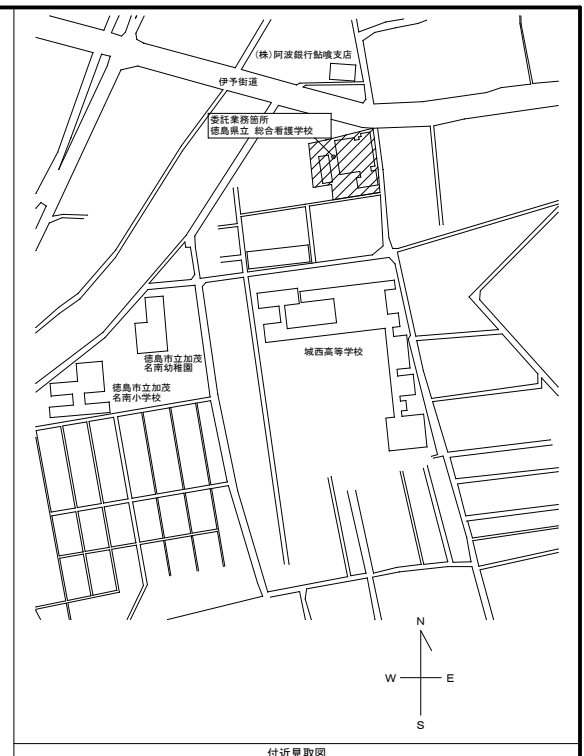 (株)阿波銀行鮎喰支店
伊予街道
委託業務箇所
徳島県立 総合看護学校
城西高等学校
徳島市立加茂
名南幼稚園
徳島市立加茂
名南小学校
N
W
E
S
付近見取図